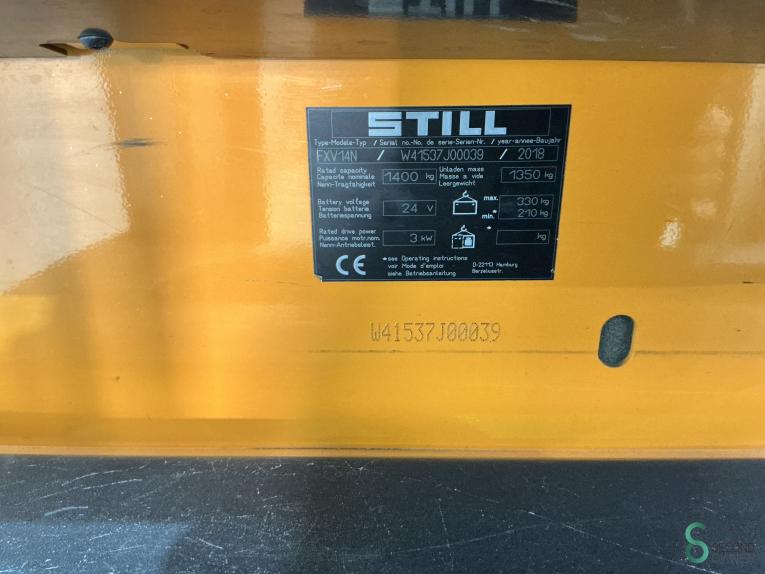 STILL
Type-Modele-Typ / Serial no.-No. de serie-Serien-Nr. / year-annee-Baujahr
FXV14N / W41537J00039 / 2018
Rated capacity
Capacite nominale
Nenn-Tragfähigkeit
1400 kg
Unladen mass
Masse a vide
Leergewicht
1350 kg
Battery voltage
Tension batterie
Batteriespannung
24 V
max. 330 kg
* min. 210 kg
Rated drive power
Puissance motr.nom.
Nenn-Antriebsleist.
3 kW
* kg
CE
*see Operating instructions
voir Mode d'emploi
siehe Betriebsanleitung
D-22113 Hamburg
Berzeliusstr.
W41537J00039
SECOND